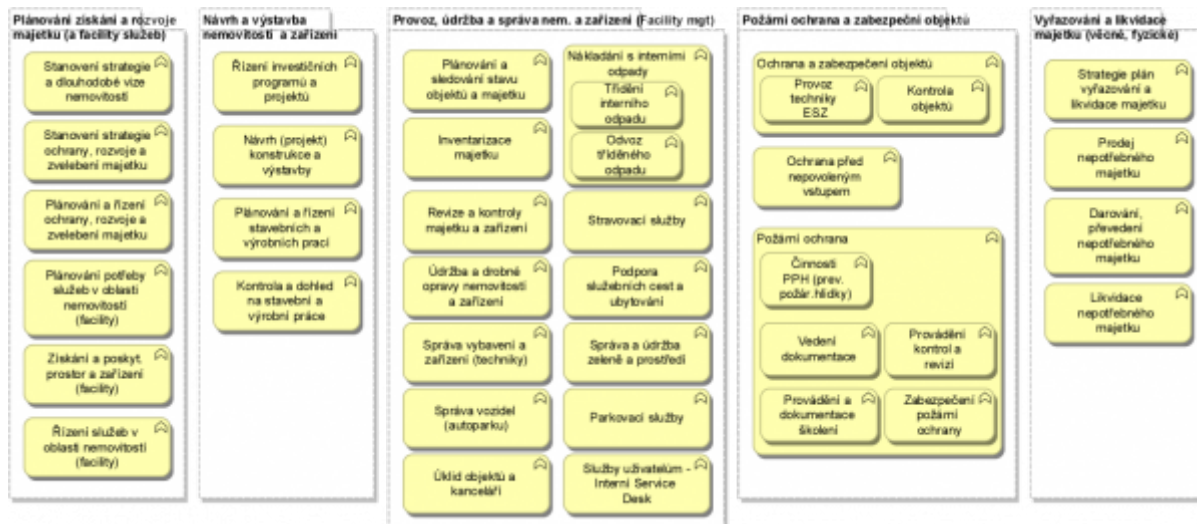 Plánování získání a rozvoje
majetku (a facility služeb)
Stanovení strategie
a dlouhodobé vize
nemovitostí
Stanovení strategie
ochrany, rozvoje a
zvelebení majetku
Plánování a řízení
ochrany, rozvoje a
zvelebení majetku
Plánování potřeby
služeb v oblasti
nemovitostí
(facility)
Získání a poskyt.
prostor a zařízení
(facility)
Řízení služeb v
oblasti nemovitostí
(facility)
Návrh a výstavba
nemovitostí a zařízení
Řízení investičních
programů a
projektů
Návrh (projekt)
konstrukce a
výstavby
Plánování a řízení
stavebních a
výrobních prací
Kontrola a dohled
na stavební a
výrobní práce
Provoz, údržba a správa nem. a zařízení (Facility mgt)
Plánování a
sledování stavu
objektů a majetku
Inventarizace
majetku
Revize a kontroly
majetku a zařízení
Údržba a drobné
opravy nemovitostí
a zařízení
Správa vybavení a
zařízení (techniky)
Správa vozidel
(autoparku)
Úklid objektů a
kanceláří
Nakládání s interními
odpady
Třídění
interního
odpadu
Odvoz
tříděného
odpadu
Stravovací služby
Podpora
služebních cest a
ubytování
Správa a údržba
zeleně a prostředí
Parkovací služby
Služby uživatelům -
Interní Service
Desk
Požární ochrana a zabezpeční objektů
Ochrana a zabezpečení objektů
Provoz
techniky
ESZ
Kontrola
objektů
Ochrana před
nepovoleným
vstupem
Požární ochrana
Činnosti
PPH (prev.
požár.hlídky)
Vedení
dokumentace
Provádění
kontrol a
revizí
Provádění a
dokumentace
školení
Zabezpečení
požární
ochrany
Vyřazování a likvidace
majetku (věcné, fyzické)
Strategie plán
vyřazování a
likvidace majetku
Prodej
nepotřebného
majetku
Darování,
převedení
nepotřebného
majetku
Likvidace
nepotřebného
majetku